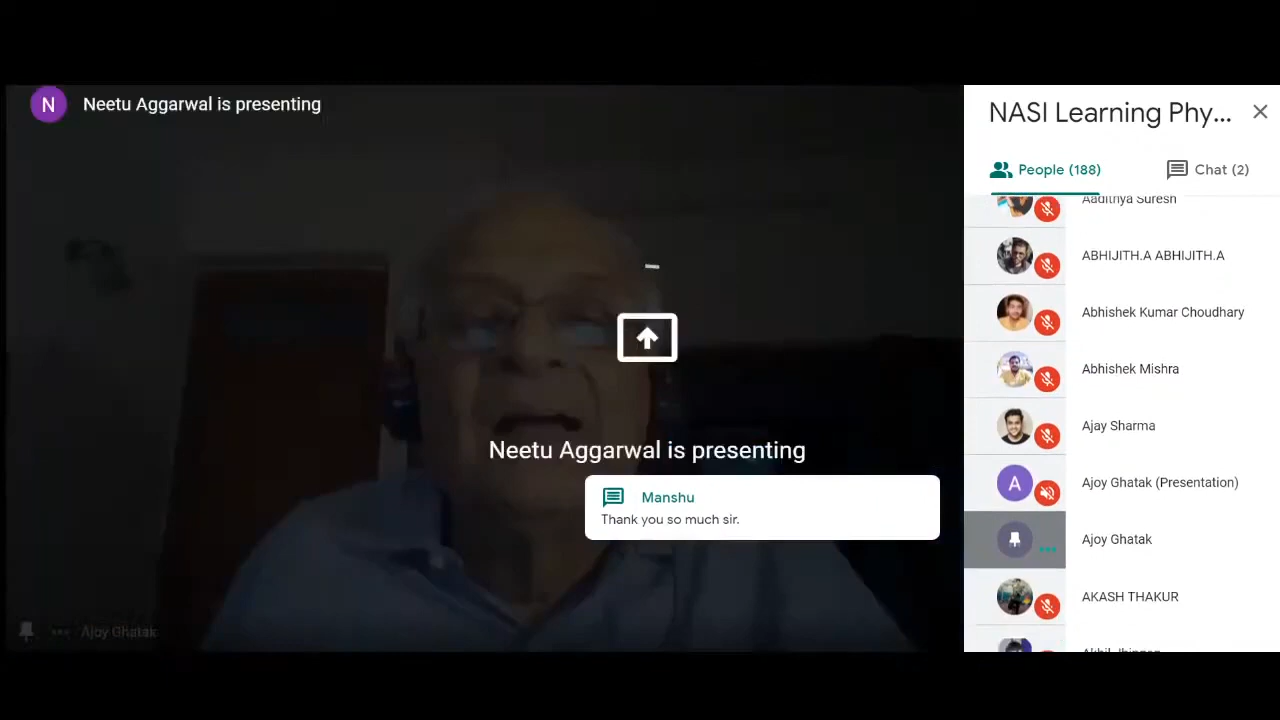 N
Neetu Aggarwal is presenting
Neetu Aggarwal is presenting
Manshu
Thank you so much sir.
Ajoy Ghatak
NASI Learning Phy...
People (188)
Chat (2)
Aadithya Suresh
ABHIJITH.A ABHIJITH.A
Abhishek Kumar Choudhary
Abhishek Mishra
Ajay Sharma
A
Ajoy Ghatak (Presentation)
Ajoy Ghatak
AKASH THAKUR